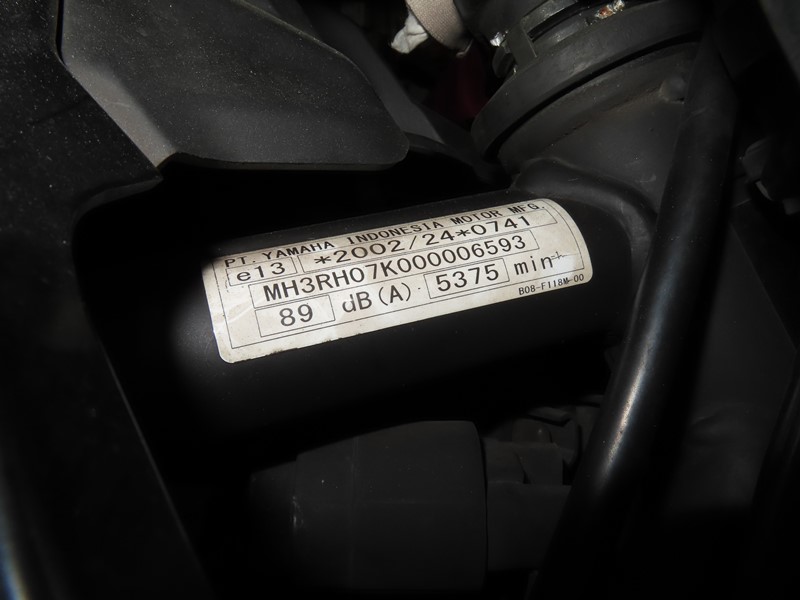 PT. YAMAHA INDONESIA MOTOR MFG.
e13 *2002/24*0741
MH3RH07K000006593
89 dB(A) 5375 min⁻¹
B08-F118M-00